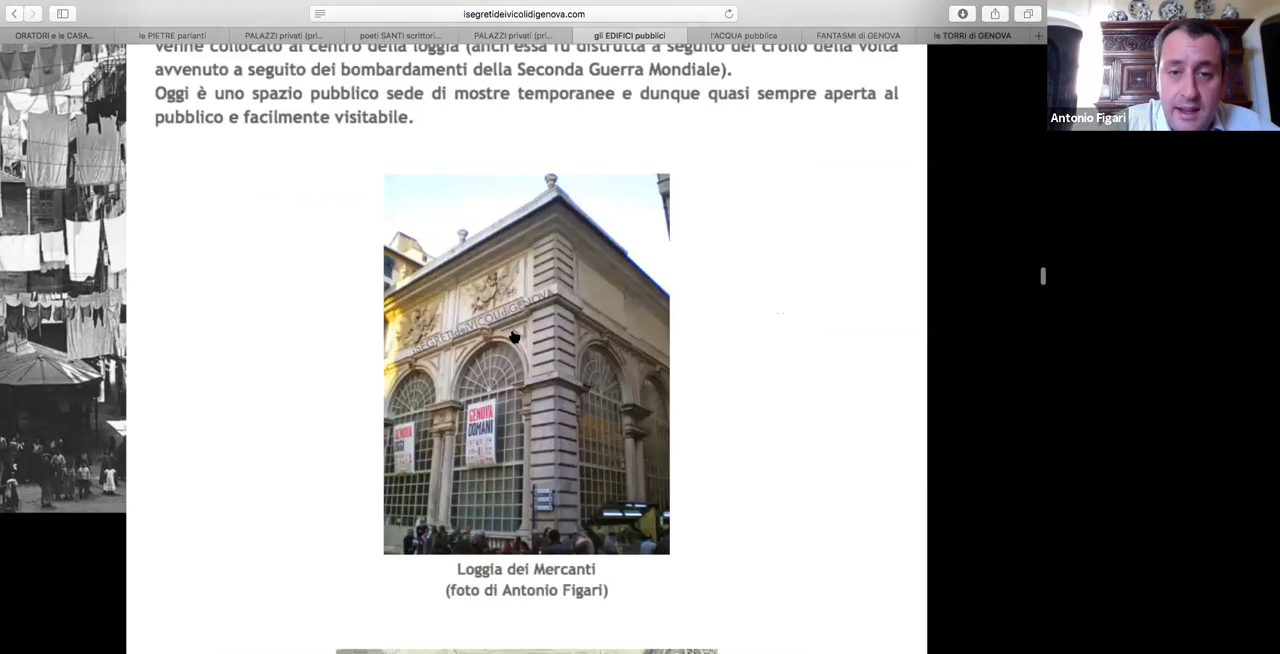 isegretideivicolidigenova.com
ORATORI e le CASA...
le PIETRE parlanti
PALAZZI privati (pri...
poeti SANTI scrittori...
PALAZZI privati (pri...
gli EDIFICI pubblici
l'ACQUA pubblica
FANTASMI di GENOVA
le TORRI di GENOVA
Antonio Figari
venne collocato al centro della loggia (anch'essa fu distrutta a seguito del crollo della volta
avvenuto a seguito dei bombardamenti della Seconda Guerra Mondiale).
Oggi è uno spazio pubblico sede di mostre temporanee e dunque quasi sempre aperta al
pubblico e facilmente visitabile.
iSEGRETIdeiVICOLIdiGENOVA
GENOVA
OGGI
GENOVA
DOMANI
Loggia dei Mercanti
(foto di Antonio Figari)